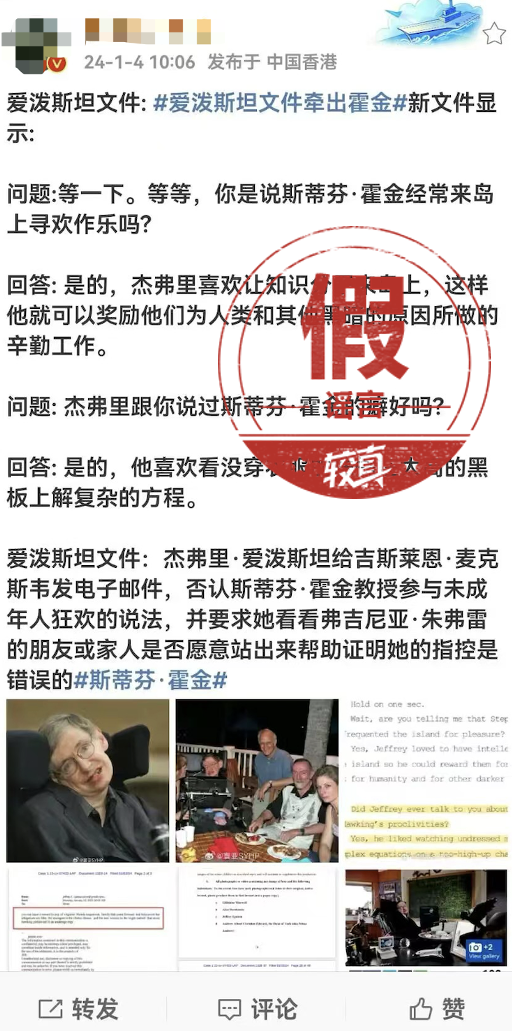 24-1-4 10:06 发布于 中国香港
爱泼斯坦文件: #爱泼斯坦文件牵出霍金#新文件显
示:
问题:等一下。等等，你是说斯蒂芬·霍金经常来岛
上寻欢作乐吗?
回答: 是的，杰弗里喜欢让知识分 来岛上，这样
他就可以奖励他们为人类和其他黑暗的原因所做的
辛勤工作。
问题: 杰弗里跟你说过斯蒂芬·霍金的癖好吗?
回答: 是的，他喜欢看没穿衣服 的黑
板上解复杂的方程。
假
谣言
较真
爱泼斯坦文件：杰弗里·爱泼斯坦给吉斯莱恩·麦克
斯韦发电子邮件，否认斯蒂芬·霍金教授参与未成
年人狂欢的说法，并要求她看看弗吉尼亚·朱弗雷
的朋友或家人是否愿意站出来帮助证明她的指控是
错误的#斯蒂芬·霍金#
Hold on one sec.
Wait, are you telling me that Step
requented the island for pleasure?
Yes, Jeffrey loved to have intelle
island so he could reward them for
for humanity and for other darker
Did Jeffrey ever talk to you about
awking's proclivities?
Yes, he liked watching undressed
plex equations on a too-high-up cha
+2
View gallery
转发
评论
赞